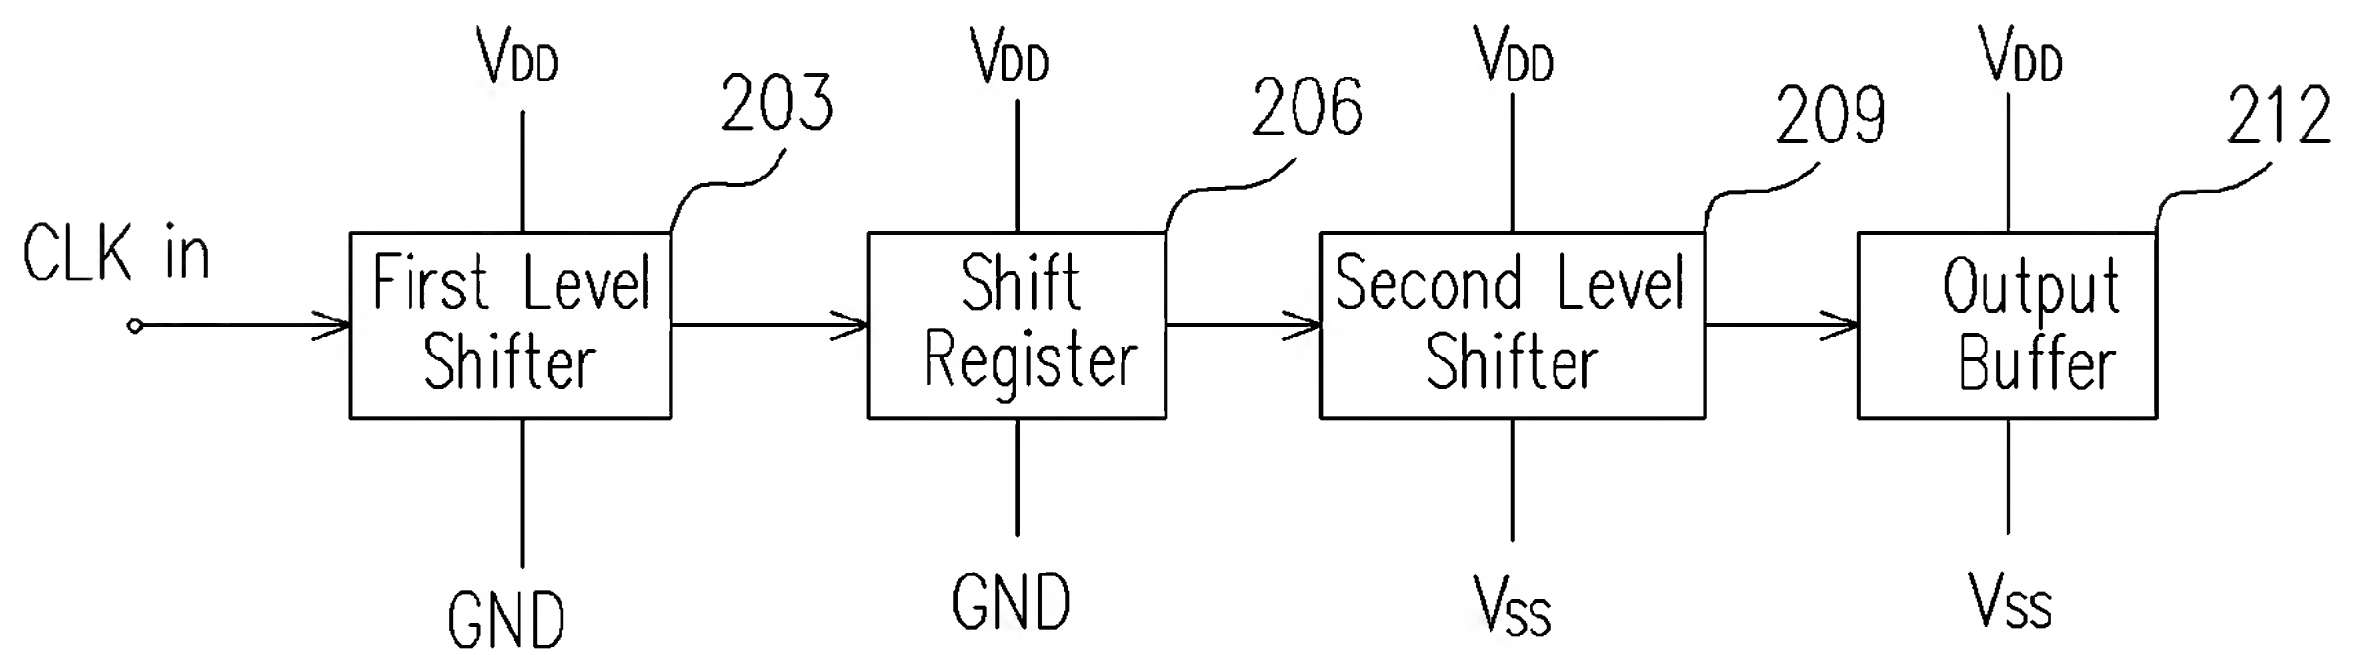 VDD
VDD
VDD
VDD
203
206
209
212
CLK in
First Level
Shifter
Shift
Register
Second Level
Shifter
Output
Buffer
GND
GND
VSS
VSS